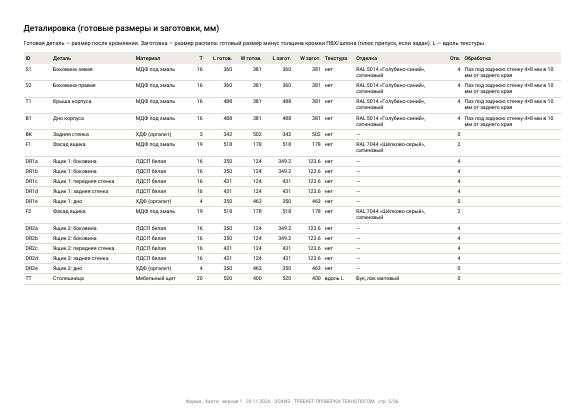 Деталировка (готовые размеры и заготовки, мм)
Готовая деталь — размер после кромления. Заготовка — размер распила: готовый размер минус толщина кромки ПВХ/шпона (плюс припуск, если задан). L — вдоль текстуры.
ID Деталь Материал T L готов. W готов. L загот. W загот. Текстура Отделка Отв. Обработка
S1 Боковина левая МДФ под эмаль 16 360 381 360 381 нет RAL 5014 «Голубино-синий», сатиновый 4 Паз под заднюю стенку 4×8 мм в 10 мм от заднего края
S2 Боковина правая МДФ под эмаль 16 360 381 360 381 нет RAL 5014 «Голубино-синий», сатиновый 4 Паз под заднюю стенку 4×8 мм в 10 мм от заднего края
T1 Крыша корпуса МДФ под эмаль 16 488 381 488 381 нет RAL 5014 «Голубино-синий», сатиновый 4 Паз под заднюю стенку 4×8 мм в 10 мм от заднего края
B1 Дно корпуса МДФ под эмаль 16 488 381 488 381 нет RAL 5014 «Голубино-синий», сатиновый 4 Паз под заднюю стенку 4×8 мм в 10 мм от заднего края
BK Задняя стенка ХДФ (оргалит) 3 342 502 342 502 нет — 0
F1 Фасад ящика МДФ под эмаль 19 518 178 518 178 нет RAL 7044 «Шёлково-серый», сатиновый 2
DR1a Ящик 1: боковина ЛДСП белая 16 350 124 349.2 123.6 нет — 4
DR1b Ящик 1: боковина ЛДСП белая 16 350 124 349.2 123.6 нет — 4
DR1c Ящик 1: передняя стенка ЛДСП белая 16 431 124 431 123.6 нет — 4
DR1d Ящик 1: задняя стенка ЛДСП белая 16 431 124 431 123.6 нет — 4
DR1e Ящик 1: дно ХДФ (оргалит) 4 350 463 350 463 нет — 0
F2 Фасад ящика МДФ под эмаль 19 518 178 518 178 нет RAL 7044 «Шёлково-серый», сатиновый 2
DR2a Ящик 2: боковина ЛДСП белая 16 350 124 349.2 123.6 нет — 4
DR2b Ящик 2: боковина ЛДСП белая 16 350 124 349.2 123.6 нет — 4
DR2c Ящик 2: передняя стенка ЛДСП белая 16 431 124 431 123.6 нет — 4
DR2d Ящик 2: задняя стенка ЛДСП белая 16 431 124 431 123.6 нет — 4
DR2e Ящик 2: дно ХДФ (оргалит) 4 350 463 350 463 нет — 0
TT Столешница Мебельный щит 20 520 400 520 400 вдоль L Бук, лак матовый 0
версия 1 · 20.11.2026 · ЭСКИЗ · ТРЕБУЕТ ПРОВЕРКИ ТЕХНОЛОГОМ · стр. 5/36